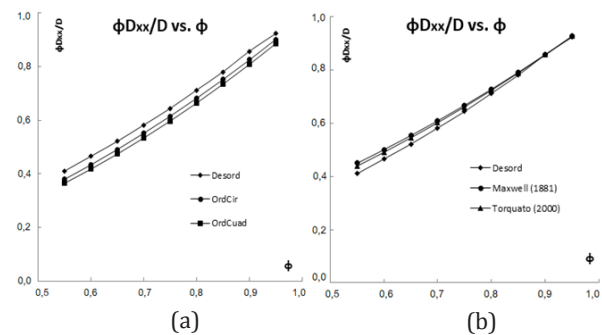 ϕDxx/D vs. ϕ
ϕDxx/D
1,0
0,8
0,6
0,4
0,2
0,0
Desord
OrdCir
OrdCuad
ϕ
0,5
0,6
0,7
0,8
0,9
1,0
(a)
ϕDxx/D vs. ϕ
ϕDxx/D
1,0
0,8
0,6
0,4
0,2
0,0
Desord
Maxwell (1881)
Torquato (2000)
ϕ
0,5
0,6
0,7
0,8
0,9
1,0
(b)